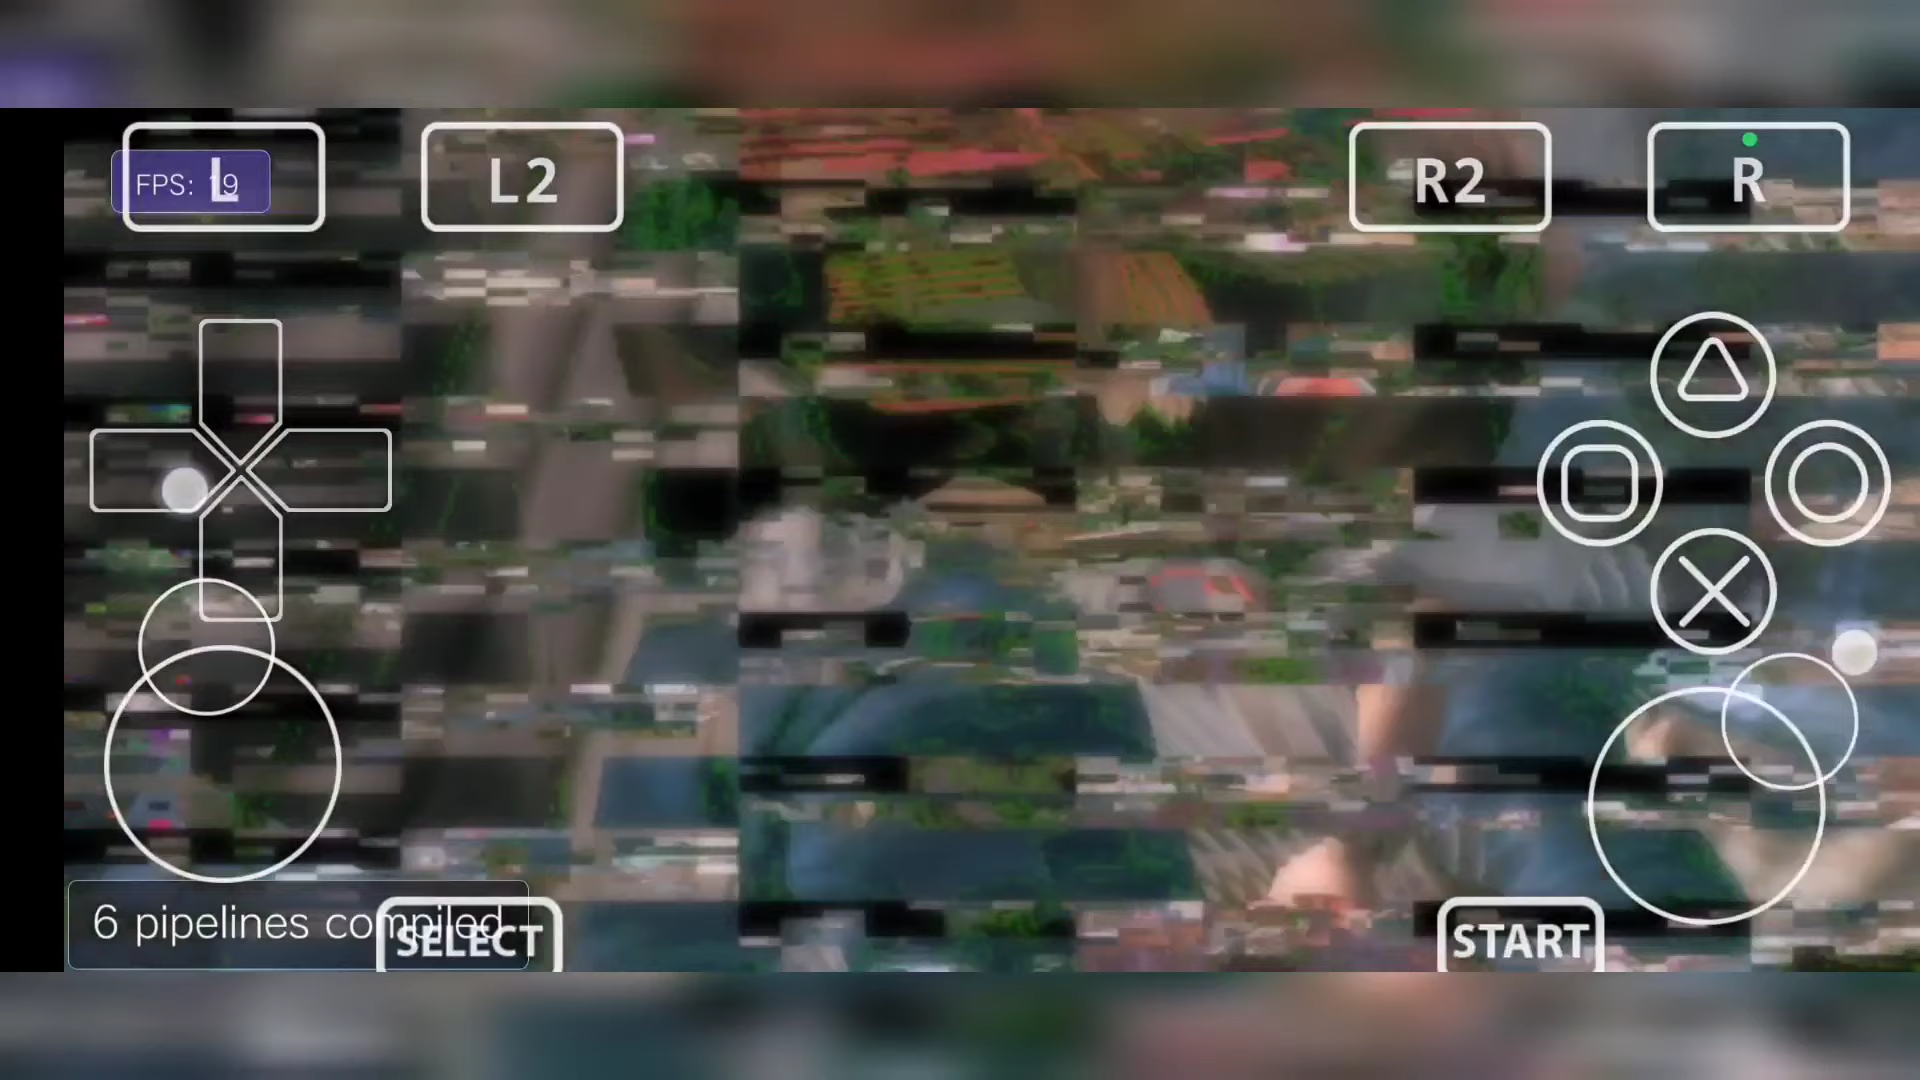 L
L2
R2
R
FPS: 19
6 pipelines compiled
SELECT
START